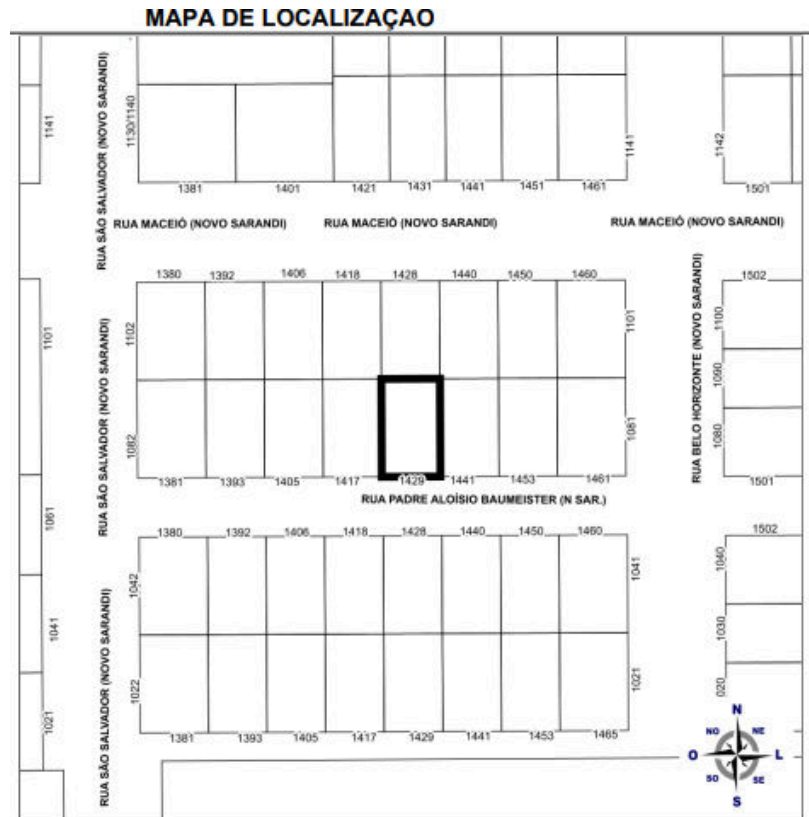 MAPA DE LOCALIZAÇAO
1141
RUA SÃO SALVADOR (NOVO SARANDI)
1130/1140
1141
1142
1381 1401 1421 1431 1441 1451 1461 1501
RUA MACEIÓ (NOVO SARANDI) RUA MACEIÓ (NOVO SARANDI) RUA MACEIÓ (NOVO SARANDI)
1380 1392 1406 1418 1428 1440 1450 1460 1502
1101
RUA SÃO SALVADOR (NOVO SARANDI)
1102
1101
RUA BELO HORIZONTE (NOVO SARANDI)
1100
1090
1082
1081
1080
1381 1393 1405 1417 1429 1441 1453 1461 1501
RUA PADRE ALOÍSIO BAUMEISTER (N SAR.)
1061
1380 1392 1406 1418 1428 1440 1450 1460 1502
1042
1041
1040
1041
RUA SÃO SALVADOR (NOVO SARANDI)
1030
1022
1021
020
1021
1381 1393 1405 1417 1429 1441 1453 1465
N
NO NE
O L
SO SE
S